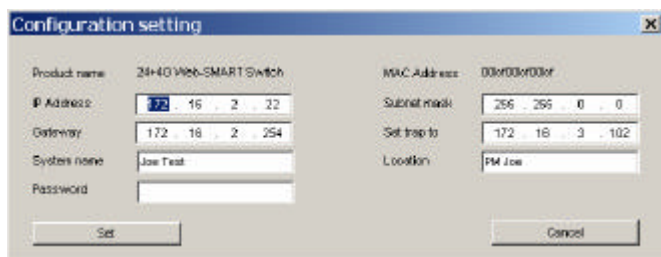 Configuration setting
Product name 24+4G Web-SMART Switch MAC Address 00or00or00or
IP Address 172 . 16 . 2 . 22 Subnet mask 255 . 255 . 0 . 0
Gateway 172 . 16 . 2 . 254 Set trap to 172 . 16 . 3 . 102
System name Joe Test Location PM Joe
Password
Set Cancel